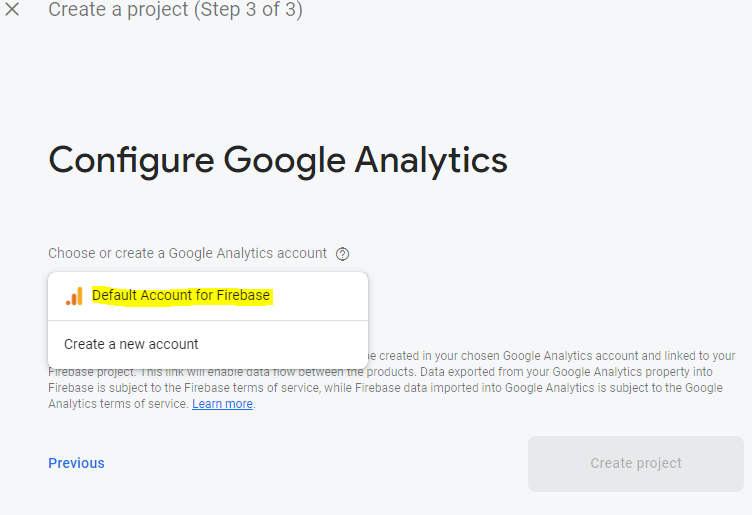 Create a project (Step 3 of 3)
Configure Google Analytics
Choose or create a Google Analytics account
Default Account for Firebase
Create a new account
be created in your chosen Google Analytics account and linked to your
Firebase project. This link will enable data flow between the products. Data exported from your Google Analytics property into
Firebase is subject to the Firebase terms of service, while Firebase data imported into Google Analytics is subject to the Google
Analytics terms of service. Learn more.
Previous
Create project